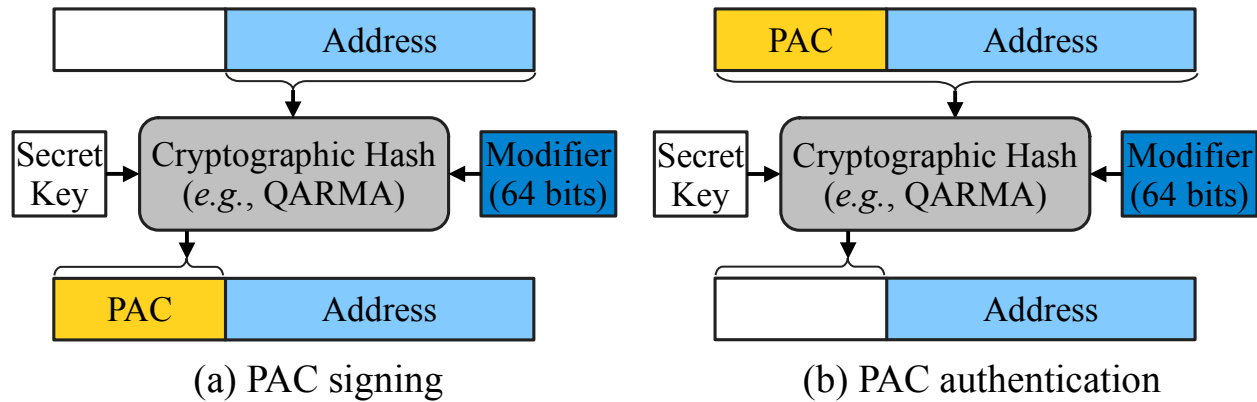 Address
Secret
Key
Cryptographic Hash
(e.g., QARMA)
Modifier
(64 bits)
PAC Address
(a) PAC signing
PAC Address
Secret
Key
Cryptographic Hash
(e.g., QARMA)
Modifier
(64 bits)
Address
(b) PAC authentication